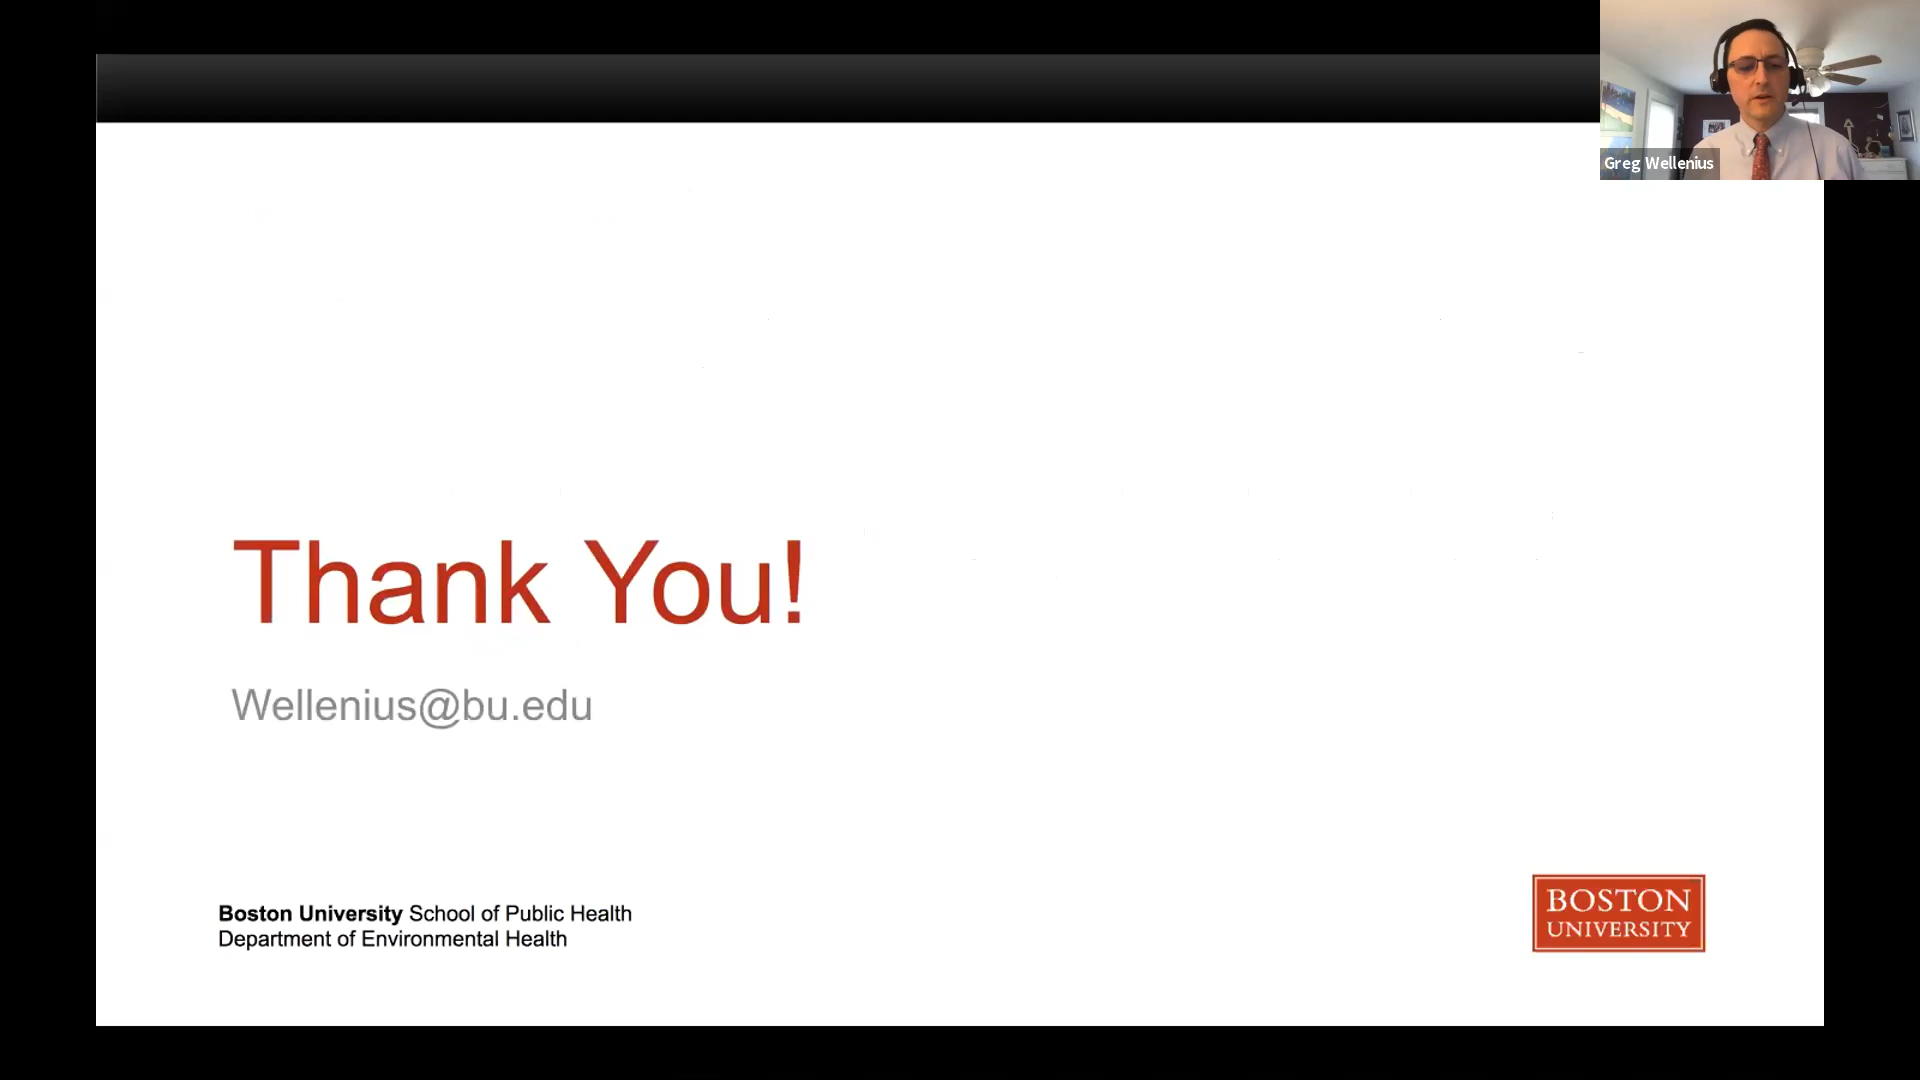 Greg Wellenius
Thank You!
Wellenius@bu.edu
Boston University School of Public Health
Department of Environmental Health
BOSTON
UNIVERSITY